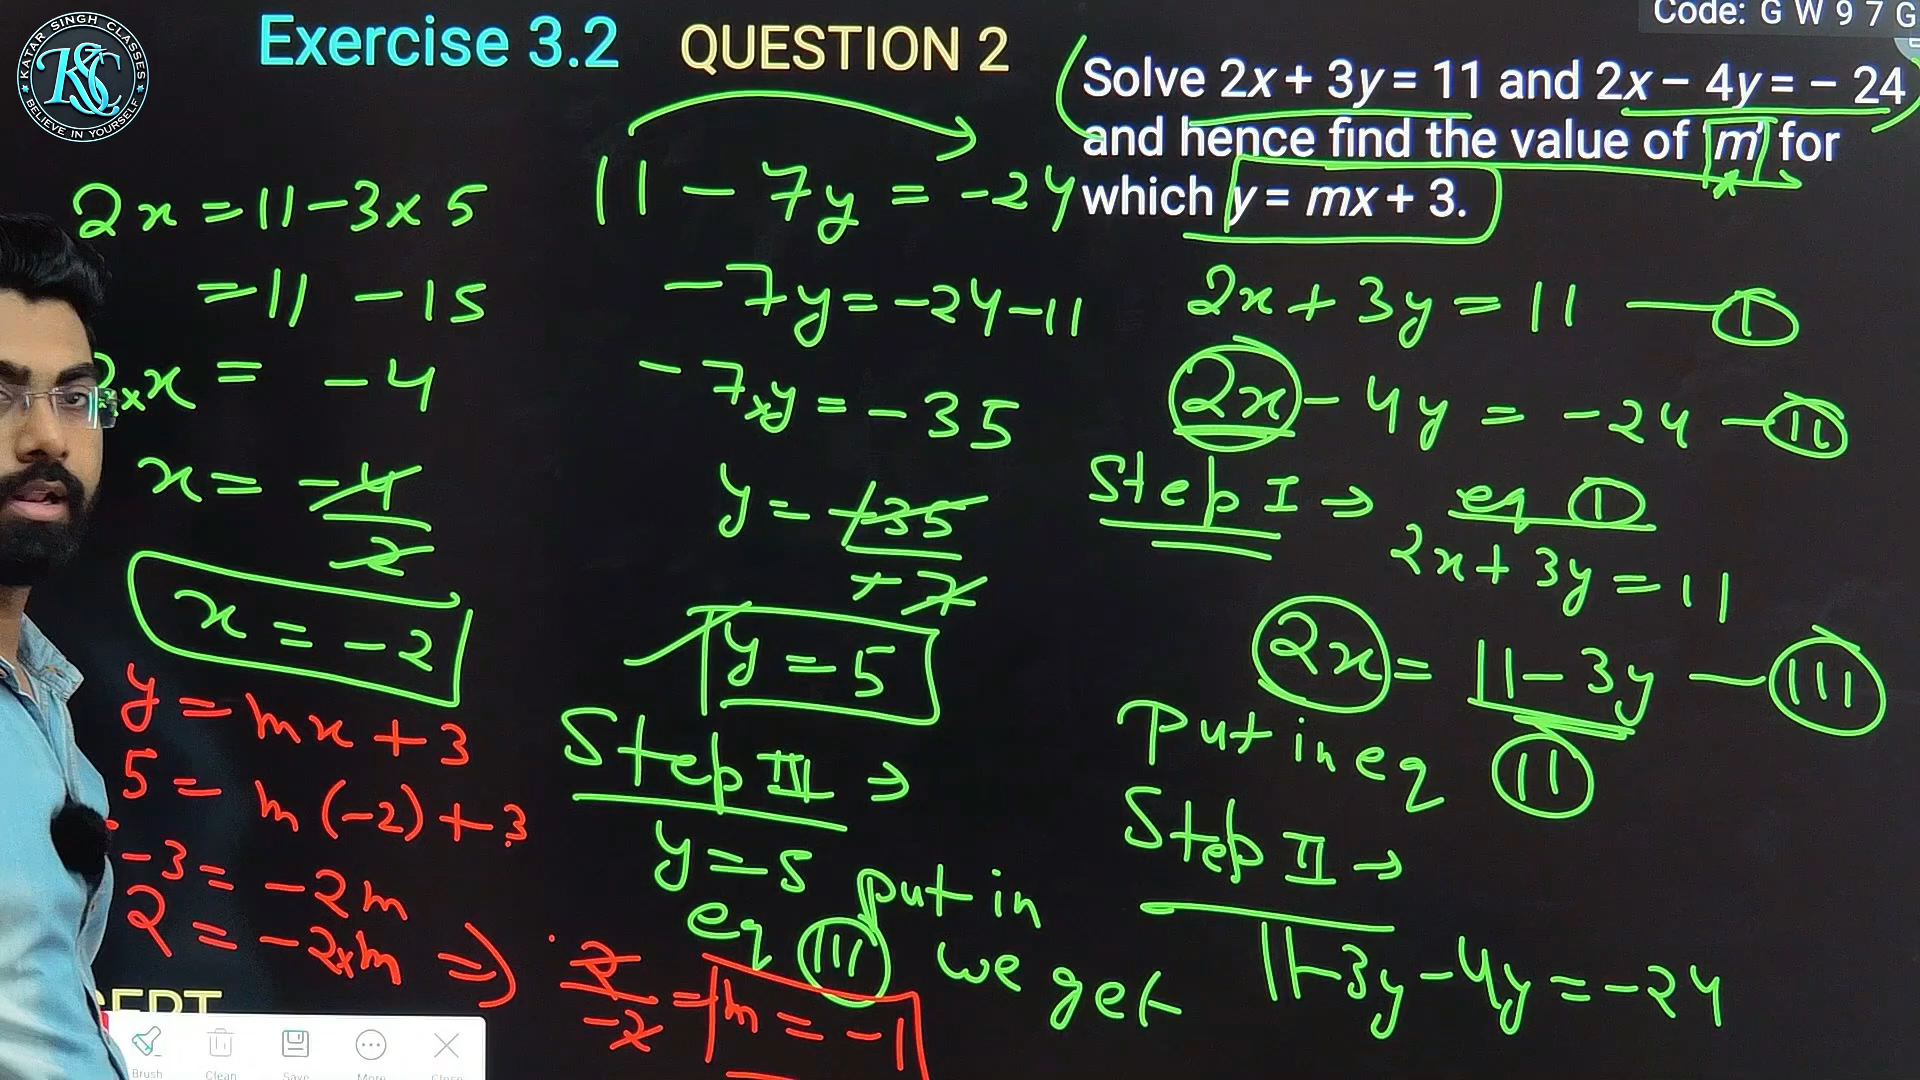 KATAR SINGH CLASSES
KSC
BELIEVE IN YOURSELF
Exercise 3.2 QUESTION 2
Code: G W 9 7 G
Solve 2x + 3y = 11 and 2x – 4y = – 24
and hence find the value of 'm' for
which y = mx + 3.
2x + 3y = 11 — I
2x - 4y = -24 — II
Step I → eq I
2x + 3y = 11
2x = 11 - 3y — III
Put in eq II
Step II →
11 - 3y - 4y = -24
11 - 7y = -24
-7y = -24 - 11
-7 x y = -35
y = -35
+7
y = 5
Step III →
y = 5 put in
eq III we get
2x = 11 - 3 x 5
= 11 - 15
2 x x = -4
x = -4
2
x = -2
y = mx + 3
5 = m(-2) + 3
-3 = -2m
2 = -2 x m ⇒ 2
-2 = m = -1
Brush
Clean
Save
More
Close